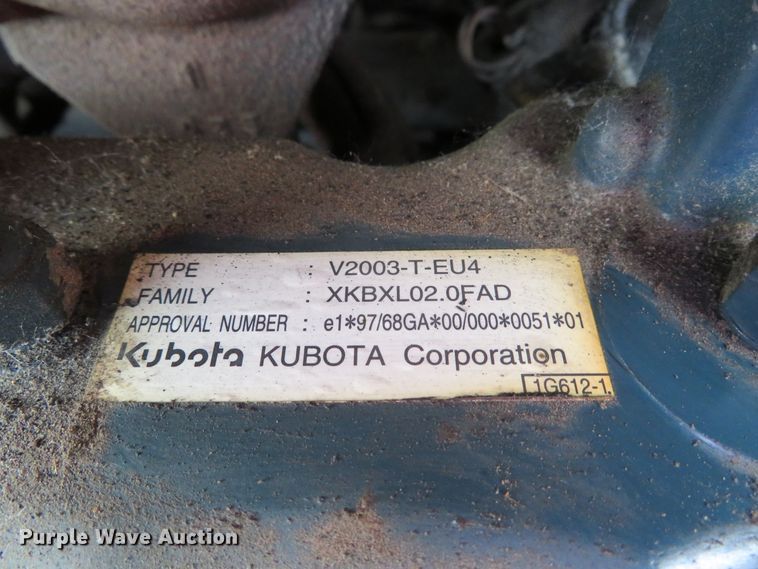 TYPE : V2003-T-EU4
FAMILY : XKBXL02.0FAD
APPROVAL NUMBER : e1*97/68GA*00/000*0051*01
Kubota KUBOTA Corporation
1G612-1
Purple Wave Auction